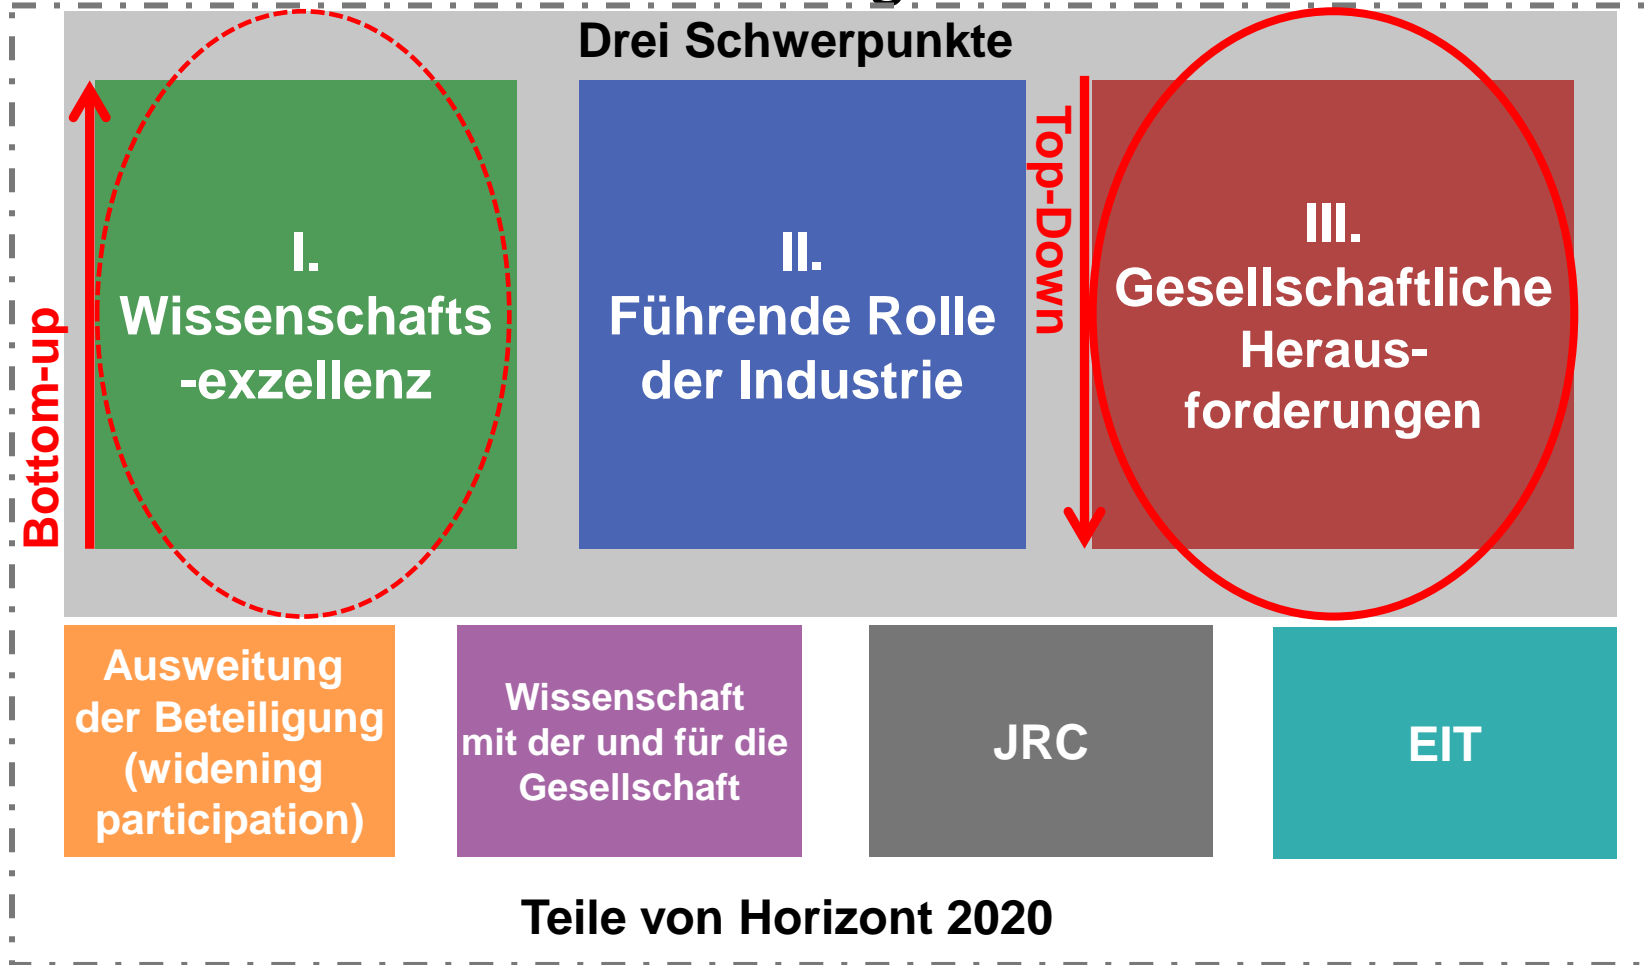 Drei Schwerpunkte
Bottom-up
I.
Wissenschafts
-exzellenz
II.
Führende Rolle
der Industrie
Top-Down
III.
Gesellschaftliche
Heraus-
forderungen
Ausweitung
der Beteiligung
(widening
participation)
Wissenschaft
mit der und für die
Gesellschaft
JRC
EIT
Teile von Horizont 2020